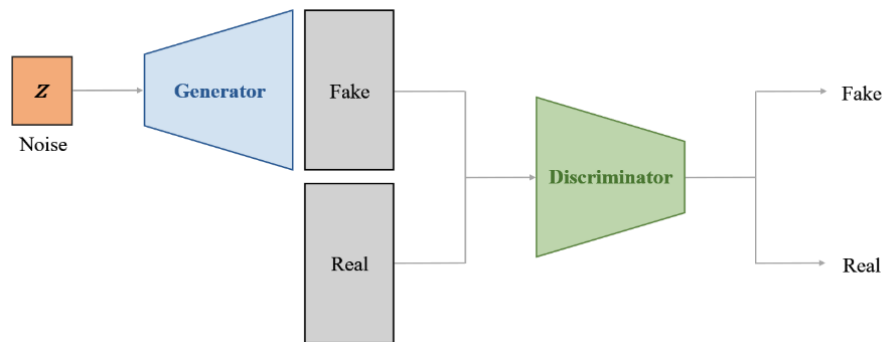 Z
Noise
Generator
Fake
Real
Discriminator
Fake
Real